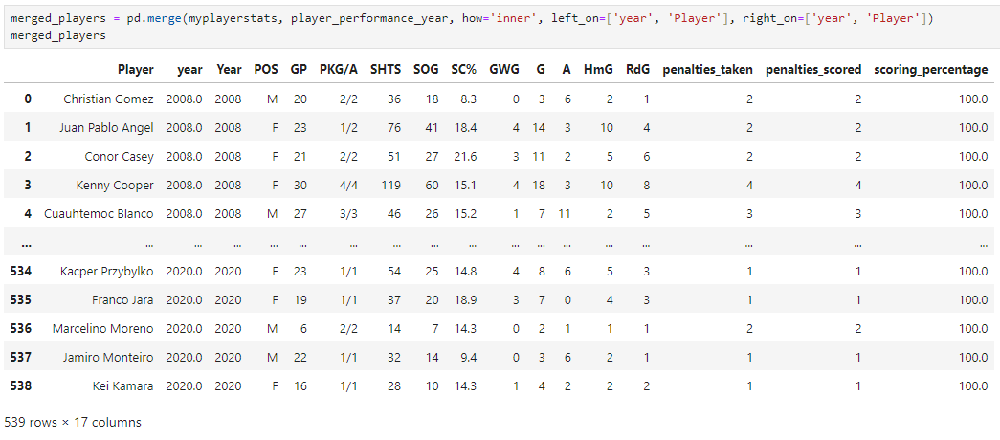 merged_players = pd.merge(myplayerstats, player_performance_year, how='inner', left_on=['year', 'Player'], right_on=['year', 'Player'])
merged_players
Player year Year POS GP PKG/A SHTS SOG SC% GWG G A HmG RdG penalties_taken penalties_scored scoring_percentage
0 Christian Gomez 2008.0 2008 M 20 2/2 36 18 8.3 0 3 6 2 1 2 2 100.0
1 Juan Pablo Angel 2008.0 2008 F 23 1/2 76 41 18.4 4 14 3 10 4 2 2 100.0
2 Conor Casey 2008.0 2008 F 21 2/2 51 27 21.6 3 11 2 5 6 2 2 100.0
3 Kenny Cooper 2008.0 2008 F 30 4/4 119 60 15.1 4 18 3 10 8 4 4 100.0
4 Cuauhtemoc Blanco 2008.0 2008 M 27 3/3 46 26 15.2 1 7 11 2 5 3 3 100.0
... ... ... ... ... ... ... ... ... ... ... ... ... ... ... ... ... ...
534 Kacper Przybylko 2020.0 2020 F 23 1/1 54 25 14.8 4 8 6 5 3 1 1 100.0
535 Franco Jara 2020.0 2020 F 19 1/1 37 20 18.9 3 7 0 4 3 1 1 100.0
536 Marcelino Moreno 2020.0 2020 M 6 2/2 14 7 14.3 0 2 1 1 1 2 2 100.0
537 Jamiro Monteiro 2020.0 2020 M 22 1/1 32 14 9.4 0 3 6 2 1 1 1 100.0
538 Kei Kamara 2020.0 2020 F 16 1/1 28 10 14.3 1 4 2 2 2 1 1 100.0
539 rows × 17 columns